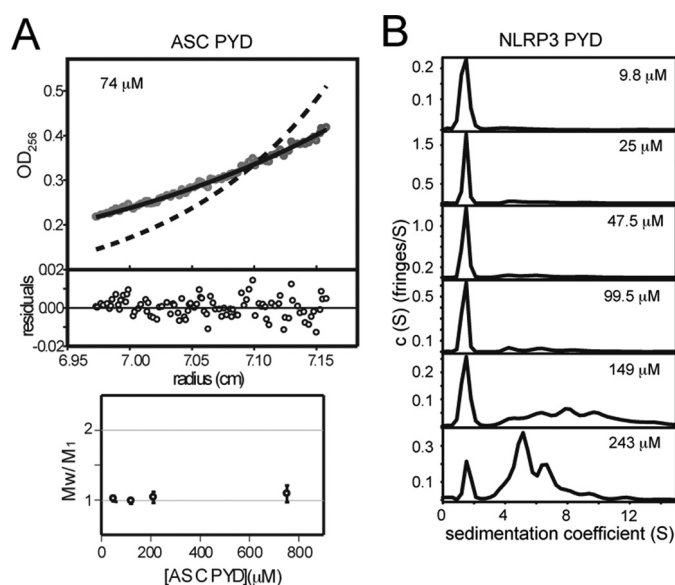 A
ASC PYD
74 μM
OD256
0.5
0.4
0.3
0.2
residuals
002
0.00
-0.02
6.95
7.00
7.05
7.10
7.15
radius (cm)
Mw/ M1
2
1
0
200
400
600
800
[ASC PYD](μM)
B
NLRP3 PYD
c (S) (fringes/S)
0.2
0.1
9.8 μM
1.5
0.5
25 μM
1.0
0.2
47.5 μM
0.5
0.1
99.5 μM
0.2
0.1
149 μM
0.3
0.1
243 μM
0
4
8
12
sedimentation coefficient (S)